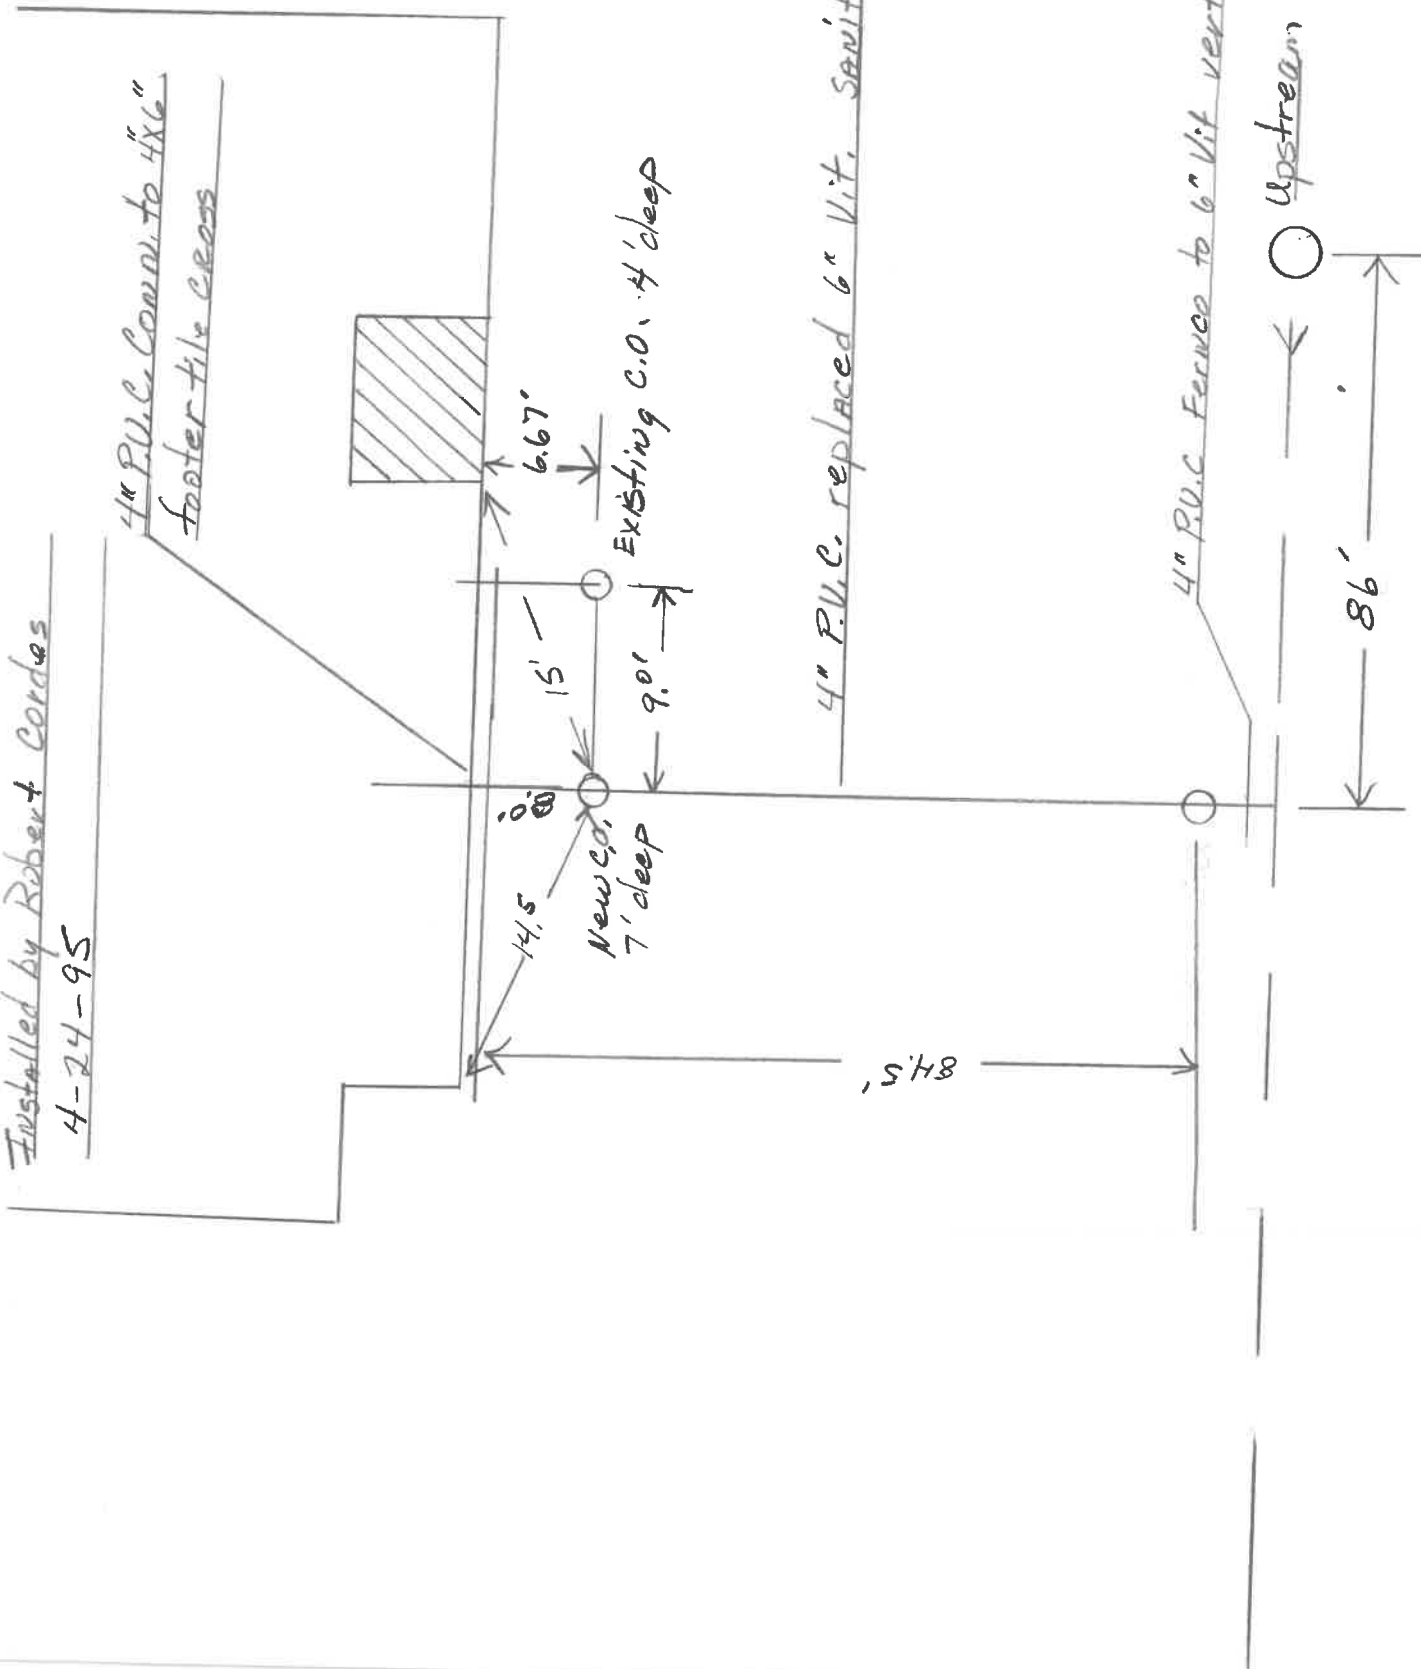 Installed by Robert Cordes
4-24-95
4" P.V.C. Conn. to 4"x6"
footer tile cross
6.67'
15'
Existing C.O. 4' deep
9.0'
8.0'
14.5
New C.O.
7' deep
4" P.V.C. replaced 6" Vit. Sanit
84.5'
4" P.V.C Fernco to 6" Vit vert
Upstream
86'